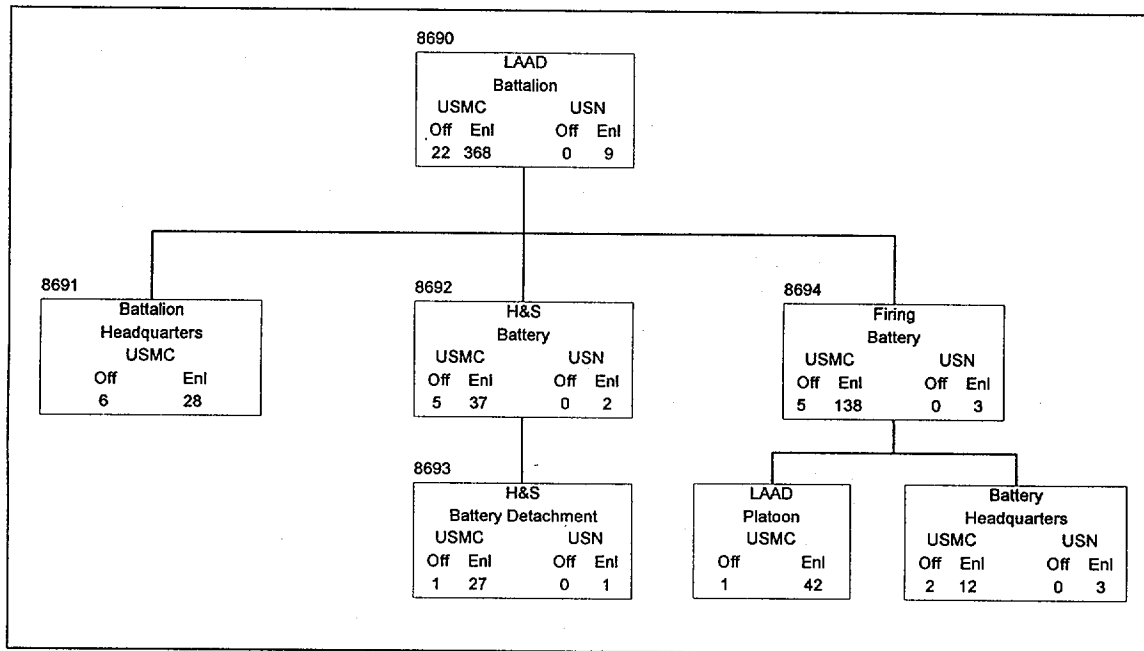 8690
LAAD
Battalion
USMC USN
Off Enl Off Enl
22 368 0 9
8691
Battalion
Headquarters
USMC
Off Enl
6 28
8692
H&S
Battery
USMC USN
Off Enl Off Enl
5 37 0 2
8694
Firing
Battery
USMC USN
Off Enl Off Enl
5 138 0 3
8693
H&S
Battery Detachment
USMC USN
Off Enl Off Enl
1 27 0 1
LAAD
Platoon
USMC
Off Enl
1 42
Battery
Headquarters
USMC USN
Off Enl Off Enl
2 12 0 3